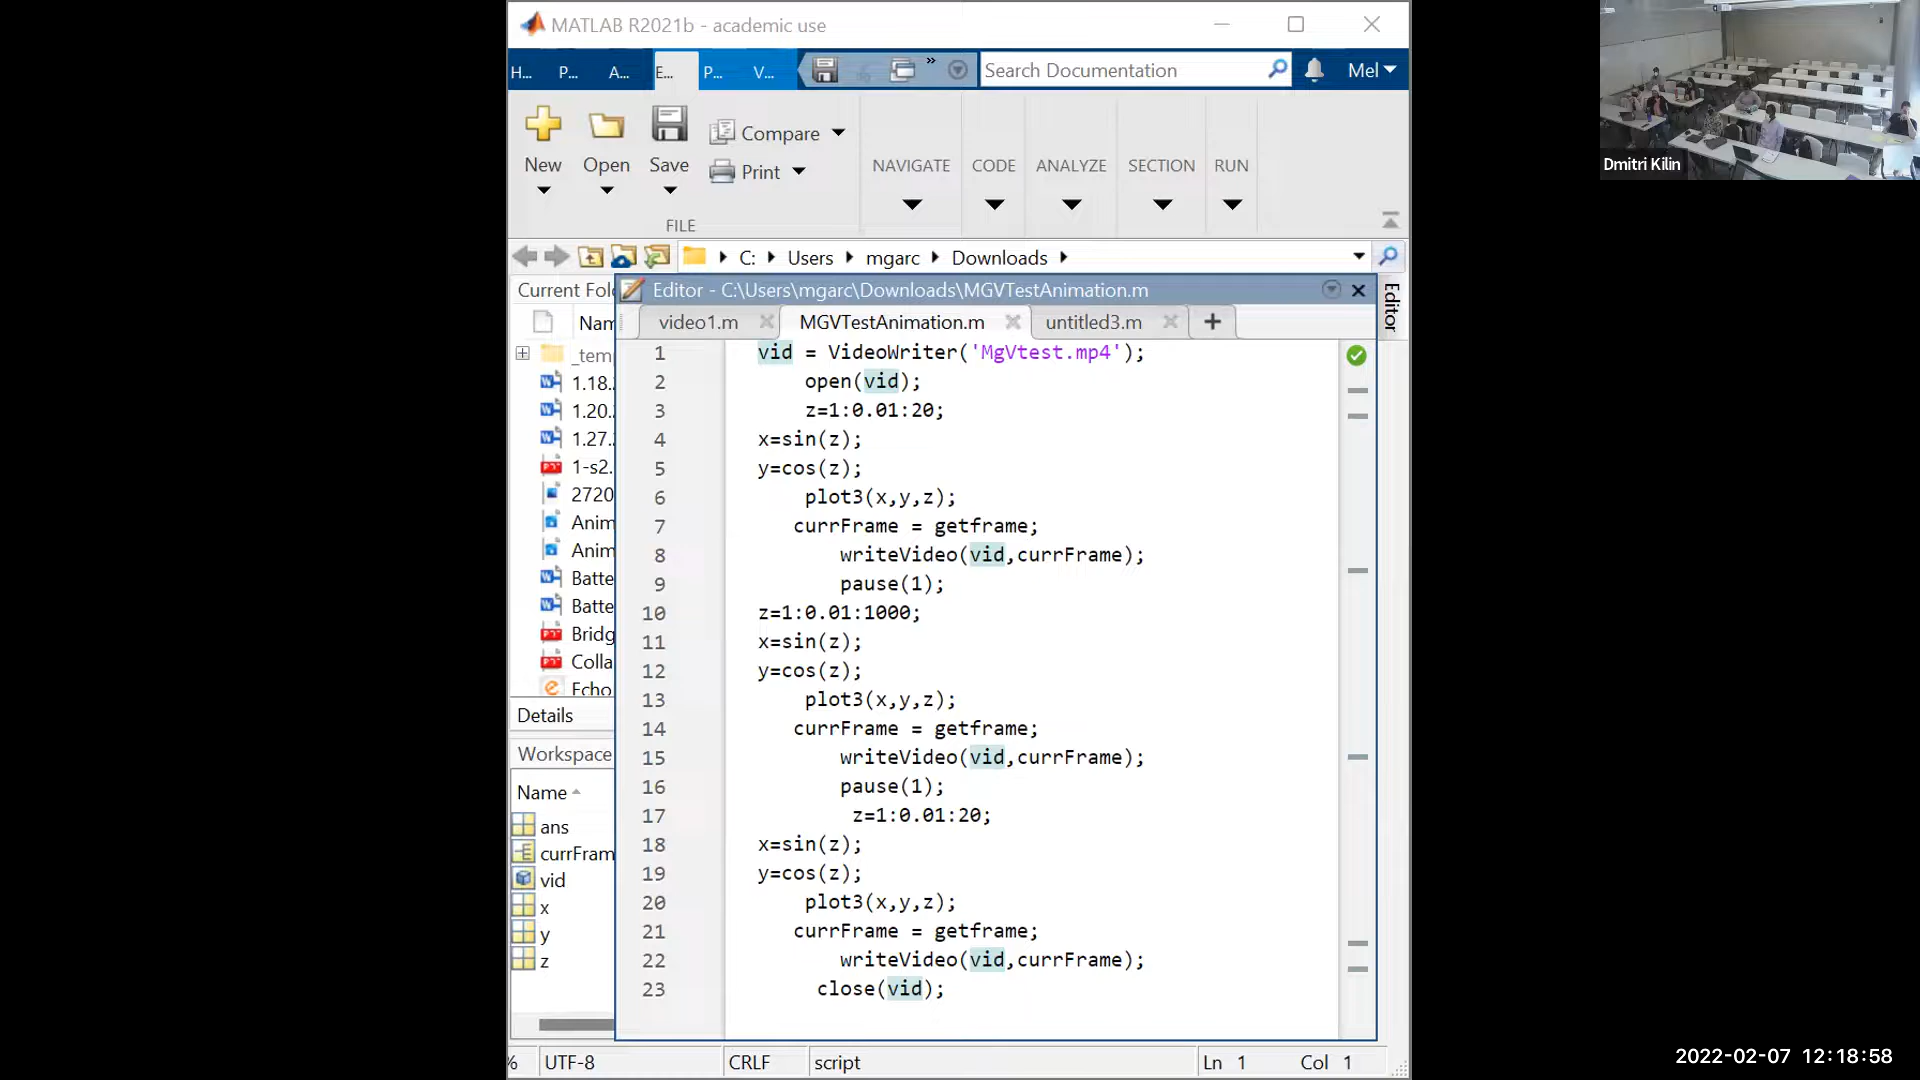 MATLAB R2021b - academic use
H... P... A... E... P... V... » Search Documentation Mel
New Open Save Compare Print
NAVIGATE CODE ANALYZE SECTION RUN
FILE
C: Users mgarc Downloads
Current Fol
Editor - C:\Users\mgarc\Downloads\MGVTestAnimation.m
Editor
video1.m MGVTestAnimation.m untitled3.m +
Nam
_tem
1.18.
1.20.
1.27.
1-s2.
2720
Anim
Anim
Batte
Batte
Bridg
Colla
Echo
Details
Workspace
Name
ans
currFram
vid
x
y
z
1 vid = VideoWriter('MgVtest.mp4');
2 open(vid);
3 z=1:0.01:20;
4 x=sin(z);
5 y=cos(z);
6 plot3(x,y,z);
7 currFrame = getframe;
8 writeVideo(vid,currFrame);
9 pause(1);
10 z=1:0.01:1000;
11 x=sin(z);
12 y=cos(z);
13 plot3(x,y,z);
14 currFrame = getframe;
15 writeVideo(vid,currFrame);
16 pause(1);
17 z=1:0.01:20;
18 x=sin(z);
19 y=cos(z);
20 plot3(x,y,z);
21 currFrame = getframe;
22 writeVideo(vid,currFrame);
23 close(vid);
% UTF-8 CRLF script Ln 1 Col 1
Dmitri Kilin
2022-02-07 12:18:58